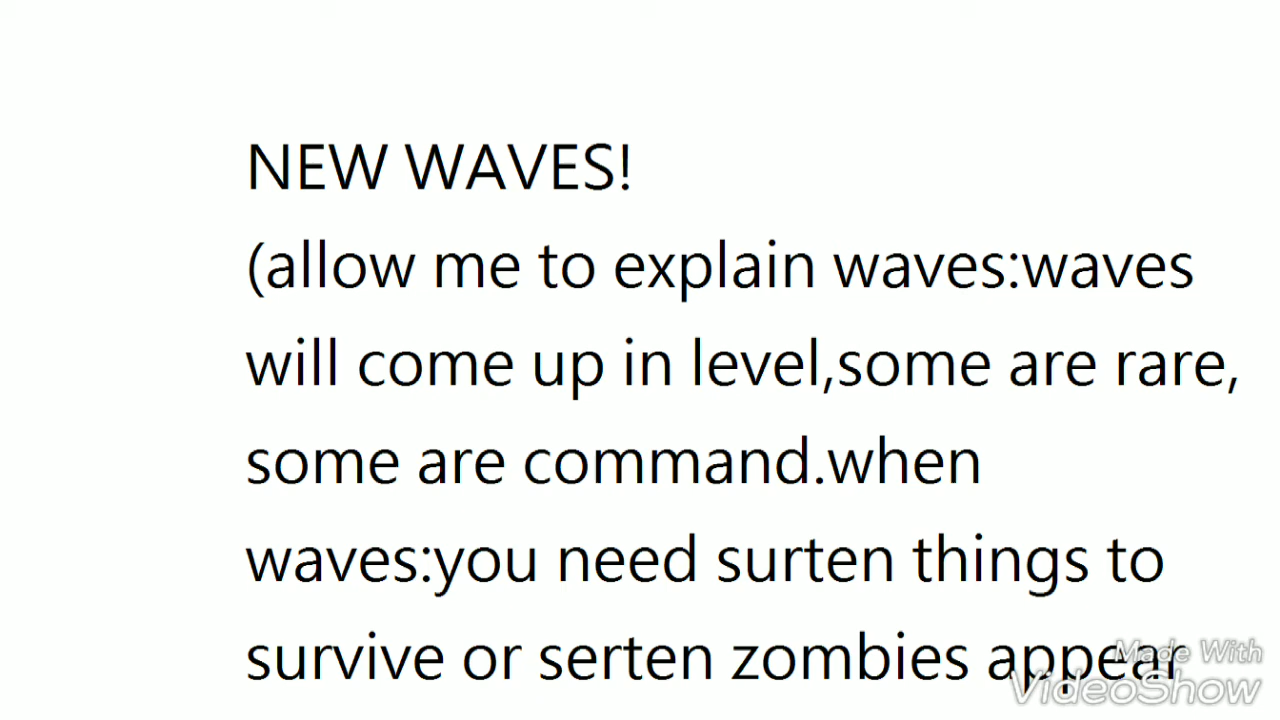 NEW WAVES!
(allow me to explain waves:waves
will come up in level,some are rare,
some are command.when
waves:you need surten things to
survive or serten zombies appear
Made With
VideoShow